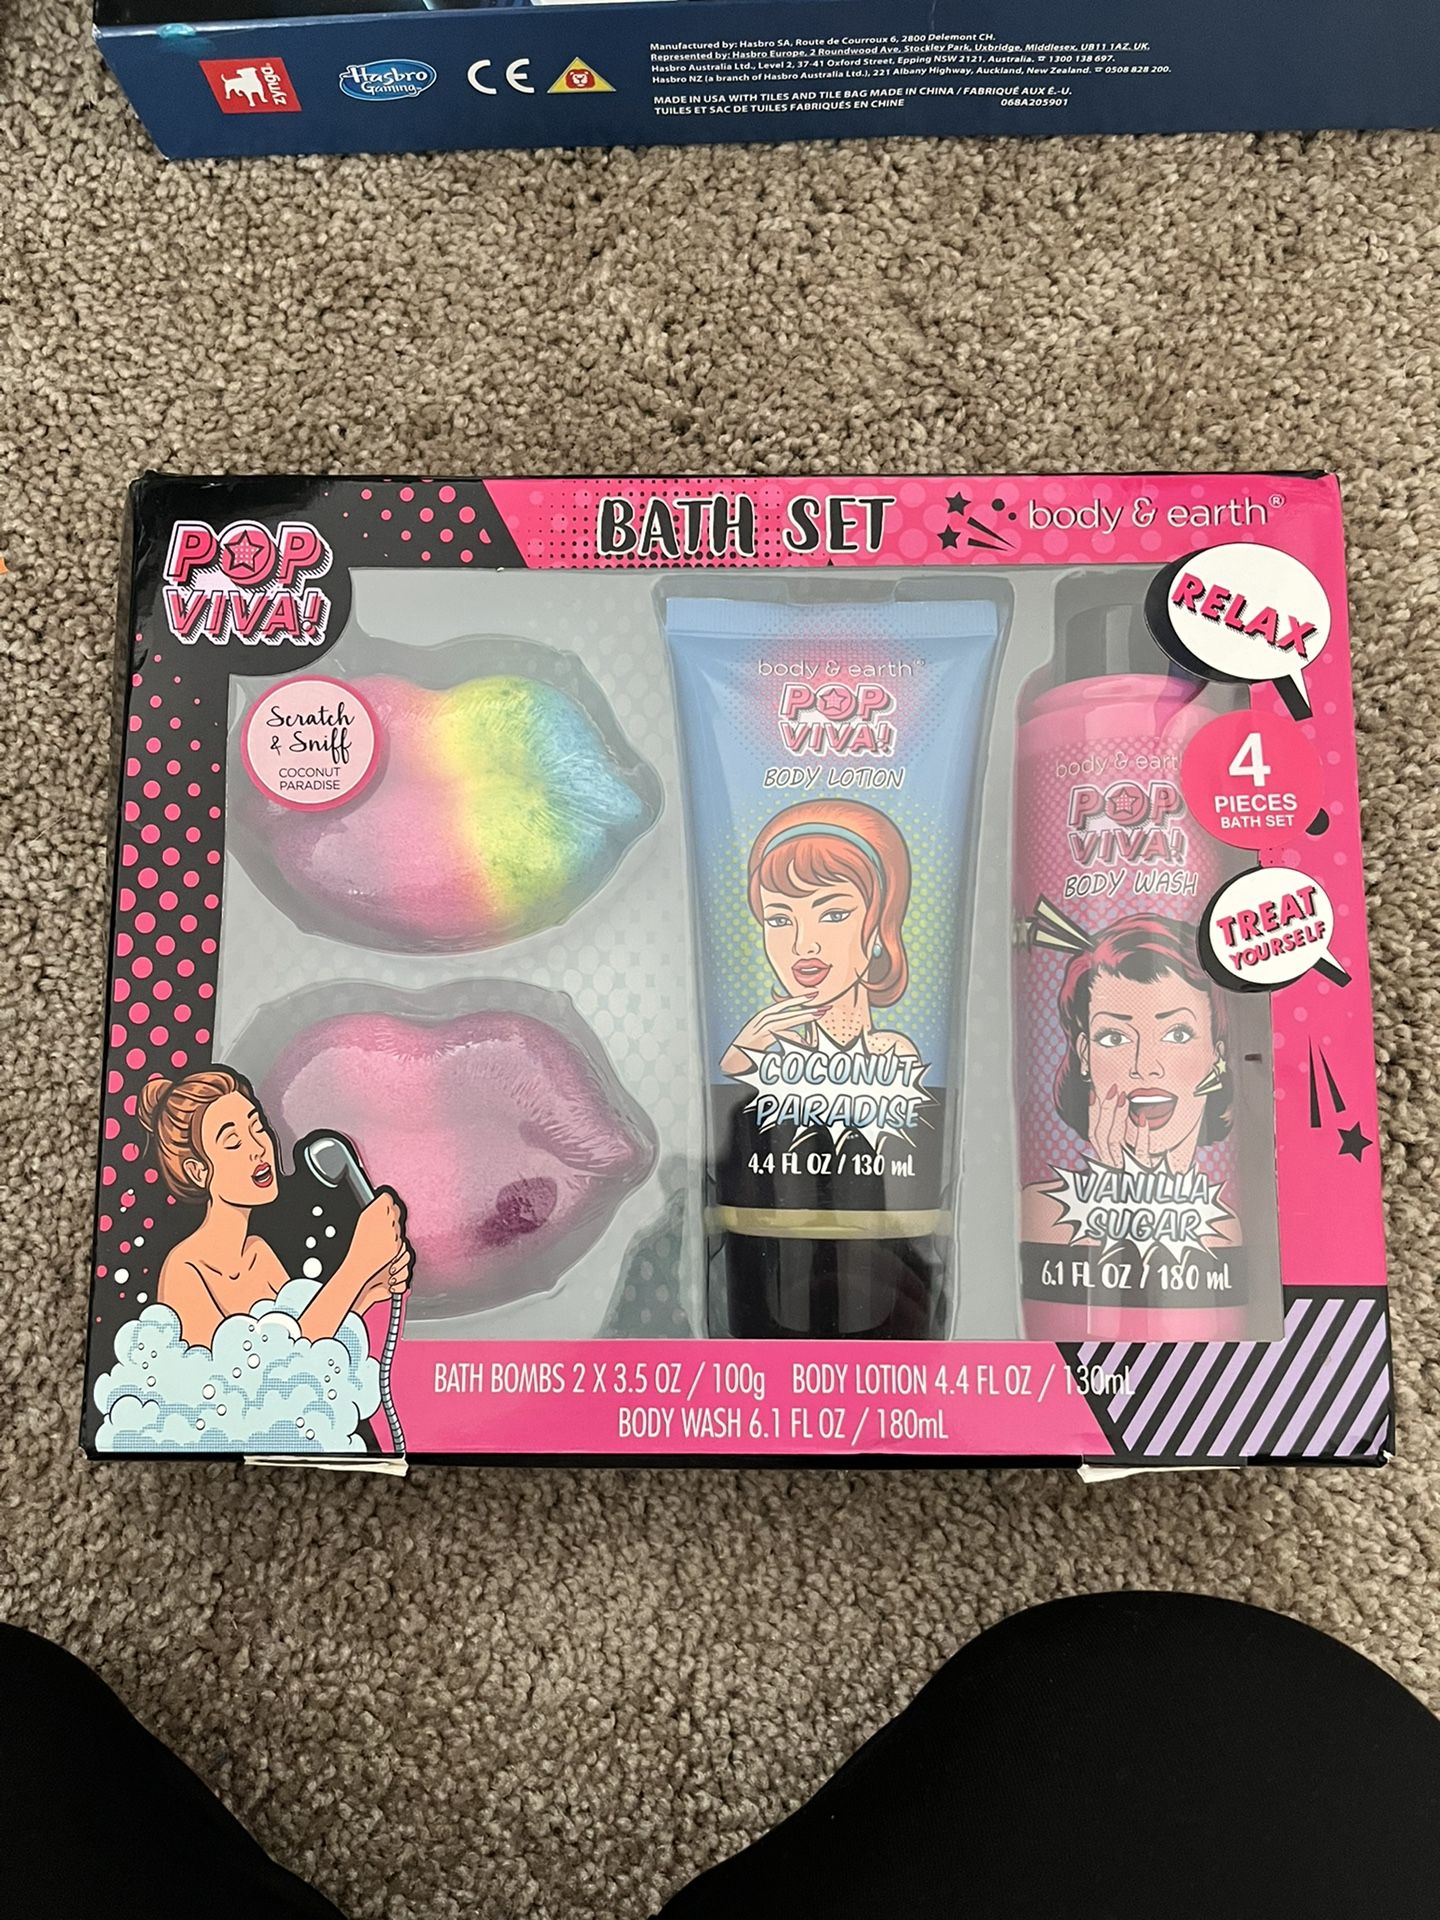 zynga
Hasbro
Gaming
CE
Manufactured by: Hasbro SA, Route de Courroux 6, 2800 Delemont CH.
Represented by: Hasbro Europe, 2 Roundwood Ave, Stockley Park, Uxbridge, Middlesex, UB11 1AZ, UK.
Hasbro Australia Ltd., Level 2, 37-41 Oxford Street, Epping NSW 2121, Australia. ☎ 1300 138 697.
Hasbro NZ (a branch of Hasbro Australia Ltd.), 221 Albany Highway, Auckland, New Zealand. ☎ 0508 828 200.
MADE IN USA WITH TILES AND TILE BAG MADE IN CHINA / FABRIQUÉ AUX É.-U.
TUILES ET SAC DE TUILES FABRIQUÉS EN CHINE 068A205901
POP
VIVA!
BATH SET
body & earth®
RELAX
Scratch
& Sniff
COCONUT
PARADISE
body & earth®
POP
VIVA!
BODY LOTION
COCONUT
PARADISE
4.4 FL OZ / 130 mL
body & earth
POP
VIVA!
BODY WASH
VANILLA
SUGAR
6.1 FL OZ / 180 mL
4
PIECES
BATH SET
TREAT
YOURSELF
BATH BOMBS 2 X 3.5 OZ / 100g BODY LOTION 4.4 FL OZ / 130mL
BODY WASH 6.1 FL OZ / 180mL